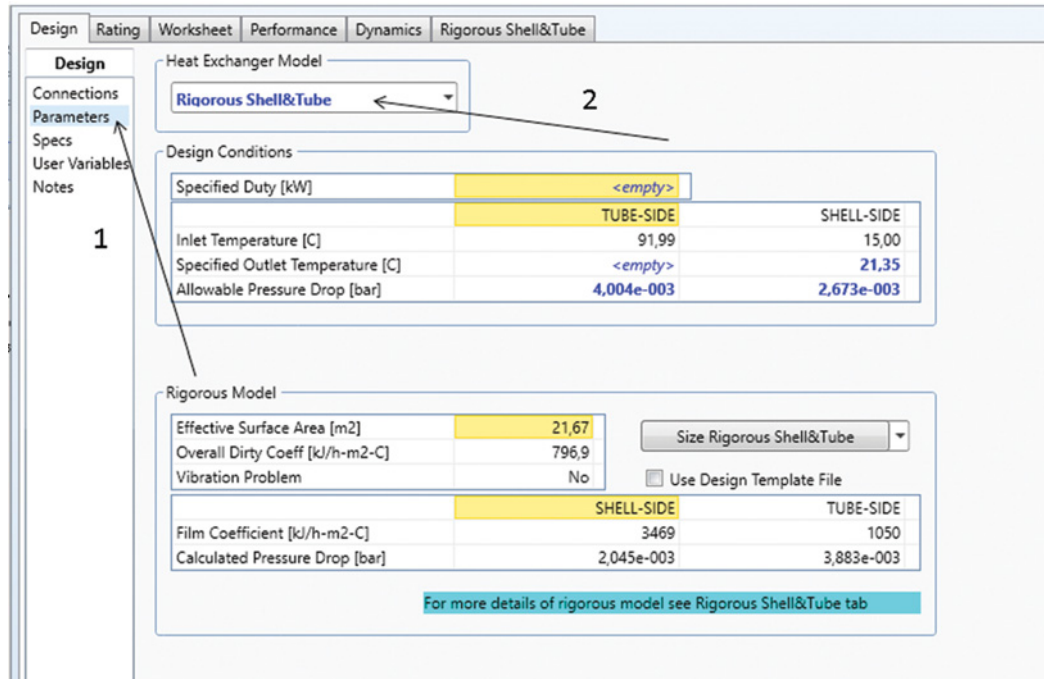 Design Rating Worksheet Performance Dynamics Rigorous Shell&Tube
Design
Connections
Parameters
Specs
User Variables
Notes
1
Heat Exchanger Model
Rigorous Shell&Tube
2
Design Conditions
Specified Duty [kW] <empty>
TUBE-SIDE SHELL-SIDE
Inlet Temperature [C] 91,99 15,00
Specified Outlet Temperature [C] <empty> 21,35
Allowable Pressure Drop [bar] 4,004e-003 2,673e-003
Rigorous Model
Effective Surface Area [m2] 21,67
Overall Dirty Coeff [kJ/h-m2-C] 796,9
Vibration Problem No
Size Rigorous Shell&Tube
Use Design Template File
SHELL-SIDE TUBE-SIDE
Film Coefficient [kJ/h-m2-C] 3469 1050
Calculated Pressure Drop [bar] 2,045e-003 3,883e-003
For more details of rigorous model see Rigorous Shell&Tube tab